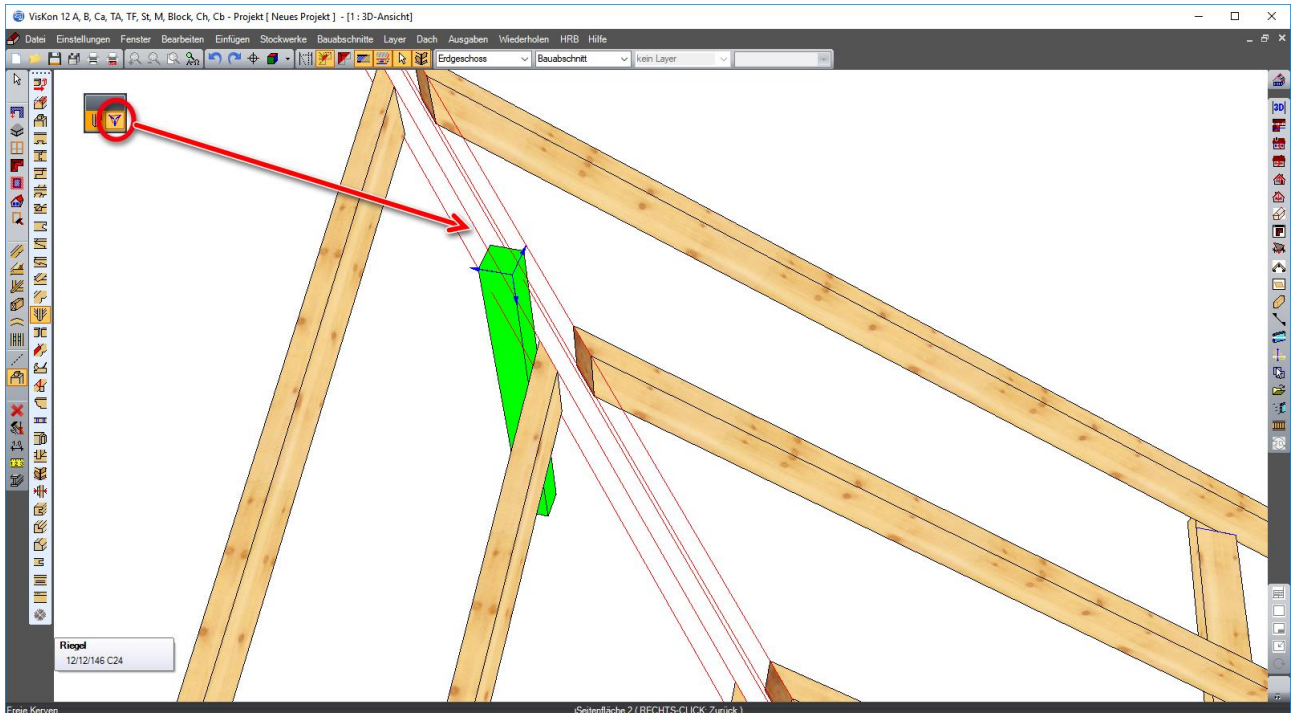 VisKon 12 A, B, Ca, TA, TF, St, M, Block, Ch, Cb - Projekt [ Neues Projekt ] - [1 : 3D-Ansicht]
Datei Einstellungen Fenster Bearbeiten Einfügen Stockwerke Bauabschnitte Layer Dach Ausgaben Wiederholen HRB Hilfe
Erdgeschoss Bauabschnitt kein Layer
3D
Riegel
12/12/146 C24
Freie Kerven Seitenfläche 2 ( RECHTS-CLICK: Zurück )